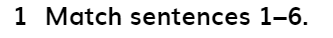 1 Match sentences 1–6.